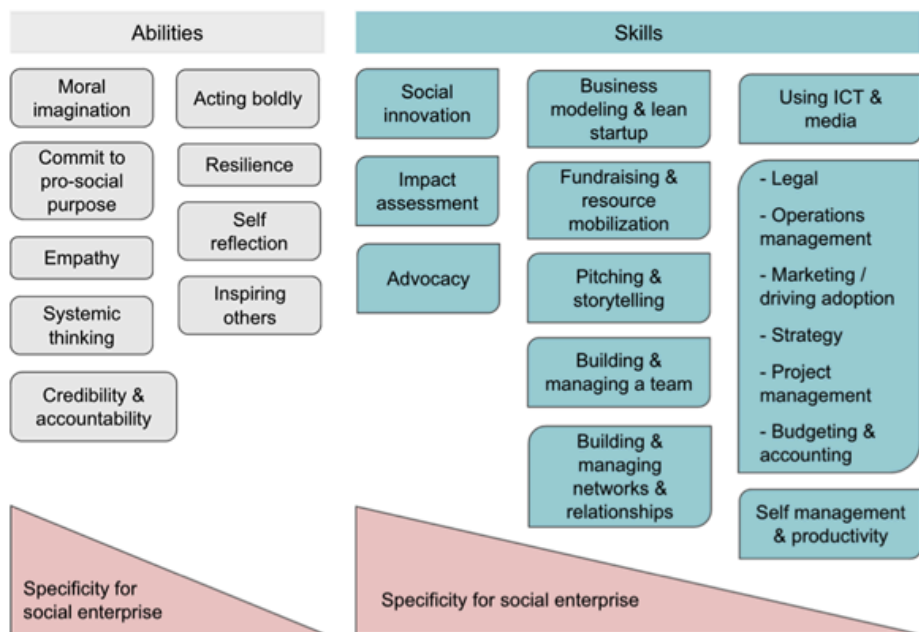 Abilities
Moral
imagination
Commit to
pro-social
purpose
Empathy
Systemic
thinking
Credibility &
accountability
Acting boldly
Resilience
Self
reflection
Inspiring
others
Specificity for
social enterprise
Skills
Social
innovation
Impact
assessment
Advocacy
Business
modeling & lean
startup
Fundraising &
resource
mobilization
Pitching &
storytelling
Building &
managing a team
Building &
managing
networks &
relationships
Using ICT &
media
- Legal
- Operations
management
- Marketing /
driving adoption
- Strategy
- Project
management
- Budgeting &
accounting
Self management
& productivity
Specificity for social enterprise